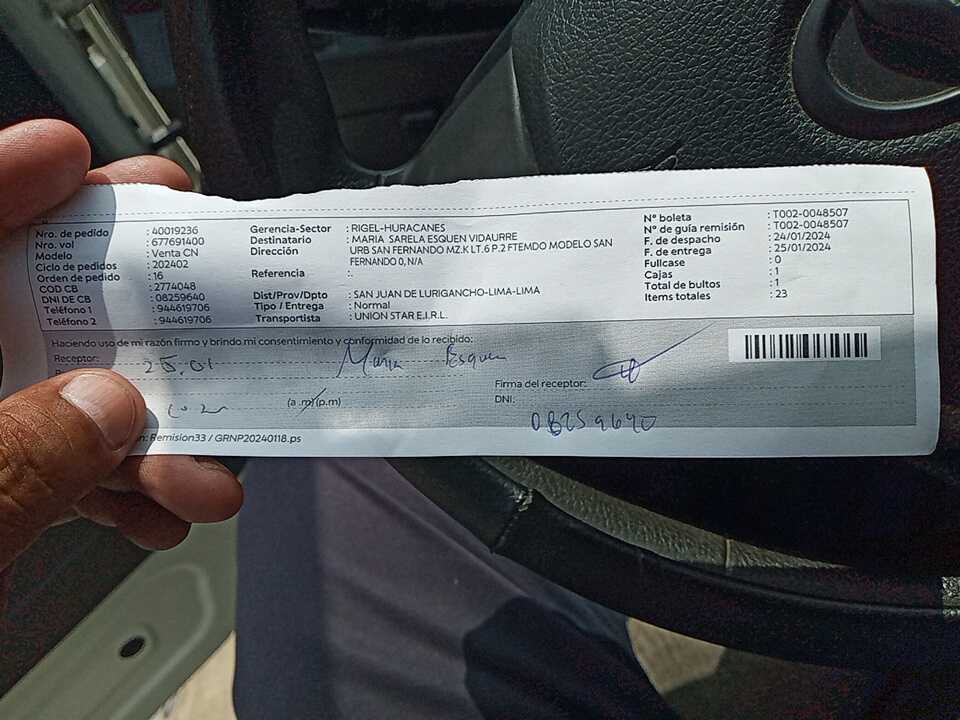 Nro. de pedido : 40019236
Nro. vol : 677691400
Modelo : Venta CN
Ciclo de pedidos : 202402
Orden de pedido : 16
COD CB : 2774048
DNI DE CB : 08259640
Teléfono 1 : 944619706
Teléfono 2 : 944619706
Gerencia-Sector : RIGEL-HURACANES
Destinatario : MARIA SARELA ESQUEN VIDAURRE
Dirección : URB SAN FERNANDO MZ.K LT.6 P.2 FTEMDO MODELO SAN
FERNANDO 0, N/A
Referencia :.
Dist/Prov/Dpto : SAN JUAN DE LURIGANCHO-LIMA-LIMA
Tipo / Entrega : Normal
Transportista : UNION STAR E.I.R.L.
N° boleta : T002-0048507
N° de guía remisión : T002-0048507
F. de despacho : 24/01/2024
F. de entrega : 25/01/2024
Fullcase : 0
Cajas : 1
Total de bultos : 1
Items totales : 23
Haciendo uso de mi razón firmo y brindo mi consentimiento y conformidad de lo recibido:
Receptor: Maria Esquen
25.01
(a.m)(p.m)
Firma del receptor:
DNI: 08259640
Remision33 / GRNP20240118.ps